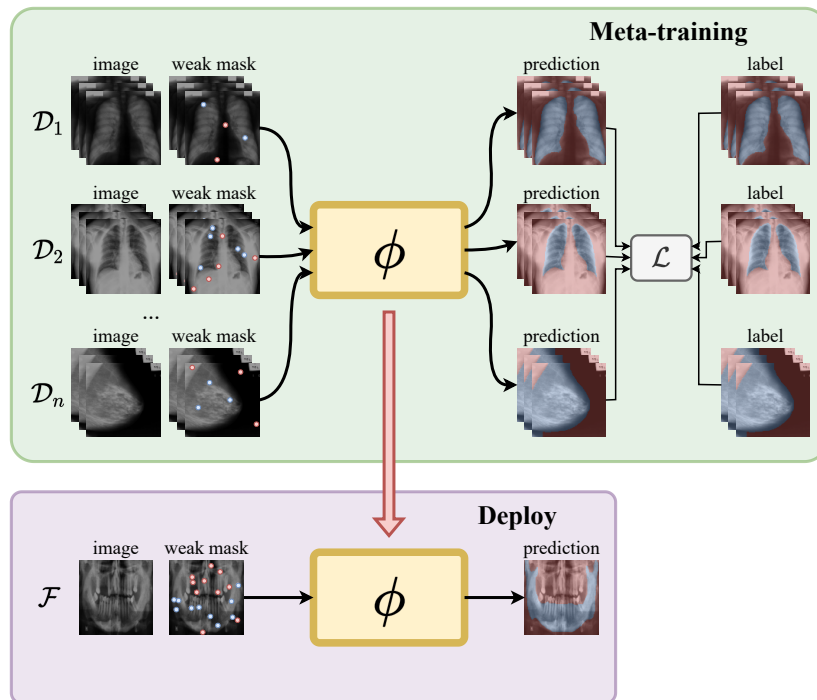 Meta-training
image weak mask prediction label
𝒟₁
image weak mask prediction label
𝒟₂
ϕ
ℒ
...
image weak mask prediction label
𝒟ₙ
Deploy
image weak mask prediction
ℱ
ϕ